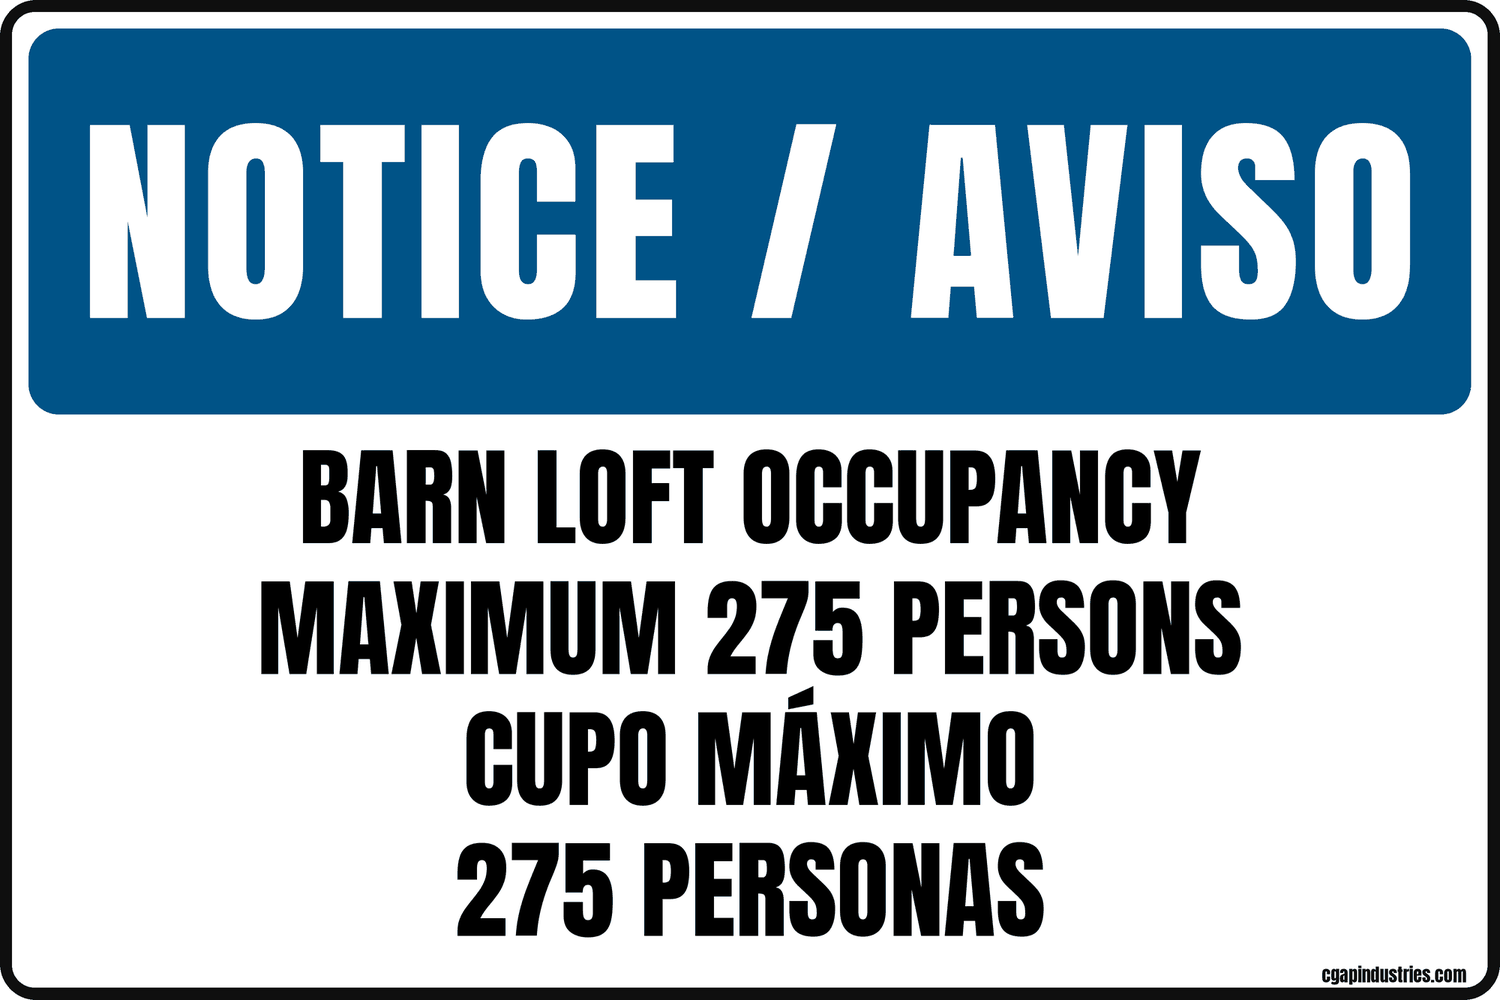 NOTICE / AVISO
BARN LOFT OCCUPANCY
MAXIMUM 275 PERSONS
CUPO MÁXIMO
275 PERSONAS
cgapindustries.com